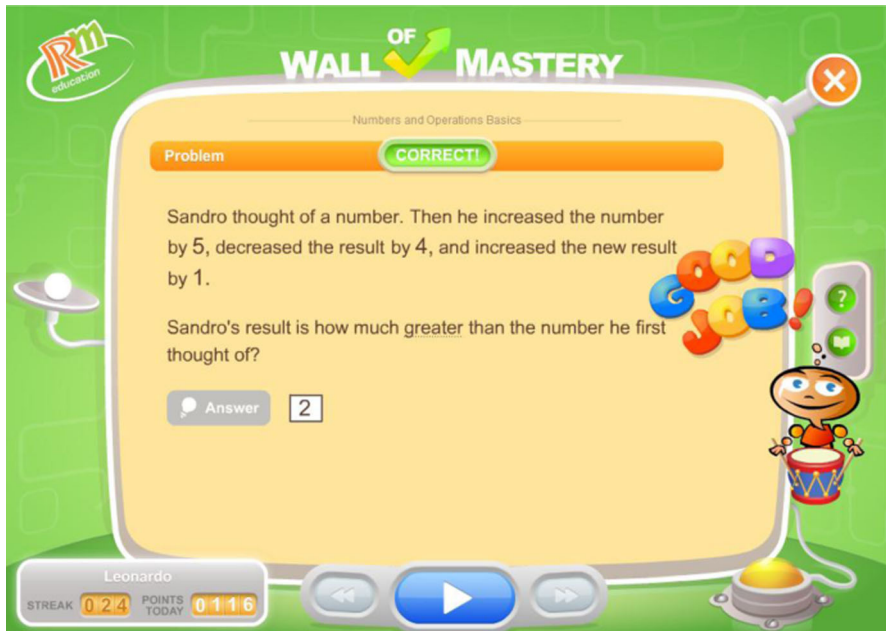 RM
education
WALL OF MASTERY
Numbers and Operations Basics
Problem
CORRECT!
Sandro thought of a number. Then he increased the number
by 5, decreased the result by 4, and increased the new result
by 1.
Sandro's result is how much greater than the number he first
thought of?
GOOD
JOB!
?
Answer 2
Leonardo
STREAK 024 POINTS TODAY 0116